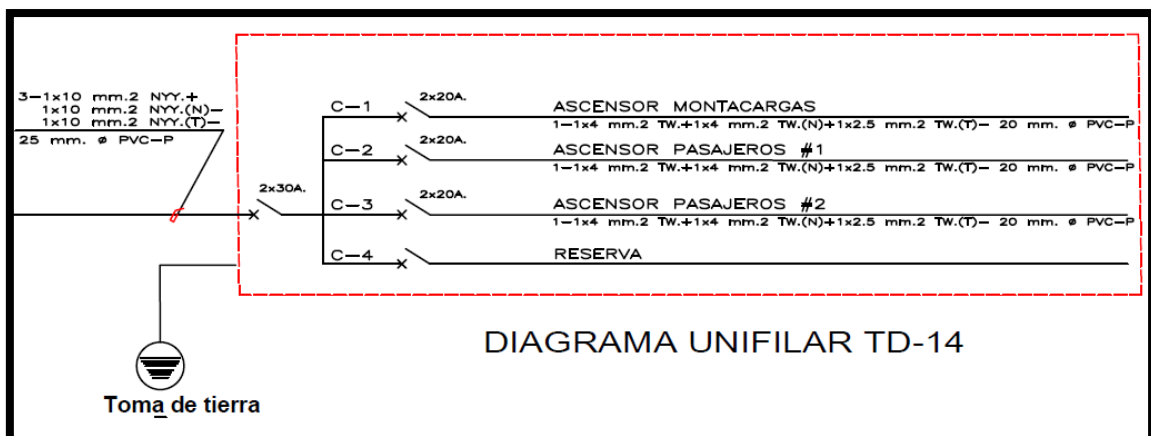 3-1x10 mm.2 NYY.+
1x10 mm.2 NYY.(N)-
1x10 mm.2 NYY.(T)-
25 mm. ø PVC-P
2x30A.
C-1
2x20A.
ASCENSOR MONTACARGAS
1-1x4 mm.2 TW.+1x4 mm.2 TW.(N)+1x2.5 mm.2 TW.(T)- 20 mm. ø PVC-P
C-2
2x20A.
ASCENSOR PASAJEROS #1
1-1x4 mm.2 TW.+1x4 mm.2 TW.(N)+1x2.5 mm.2 TW.(T)- 20 mm. ø PVC-P
C-3
2x20A.
ASCENSOR PASAJEROS #2
1-1x4 mm.2 TW.+1x4 mm.2 TW.(N)+1x2.5 mm.2 TW.(T)- 20 mm. ø PVC-P
C-4
RESERVA
DIAGRAMA UNIFILAR TD-14
Toma de tierra